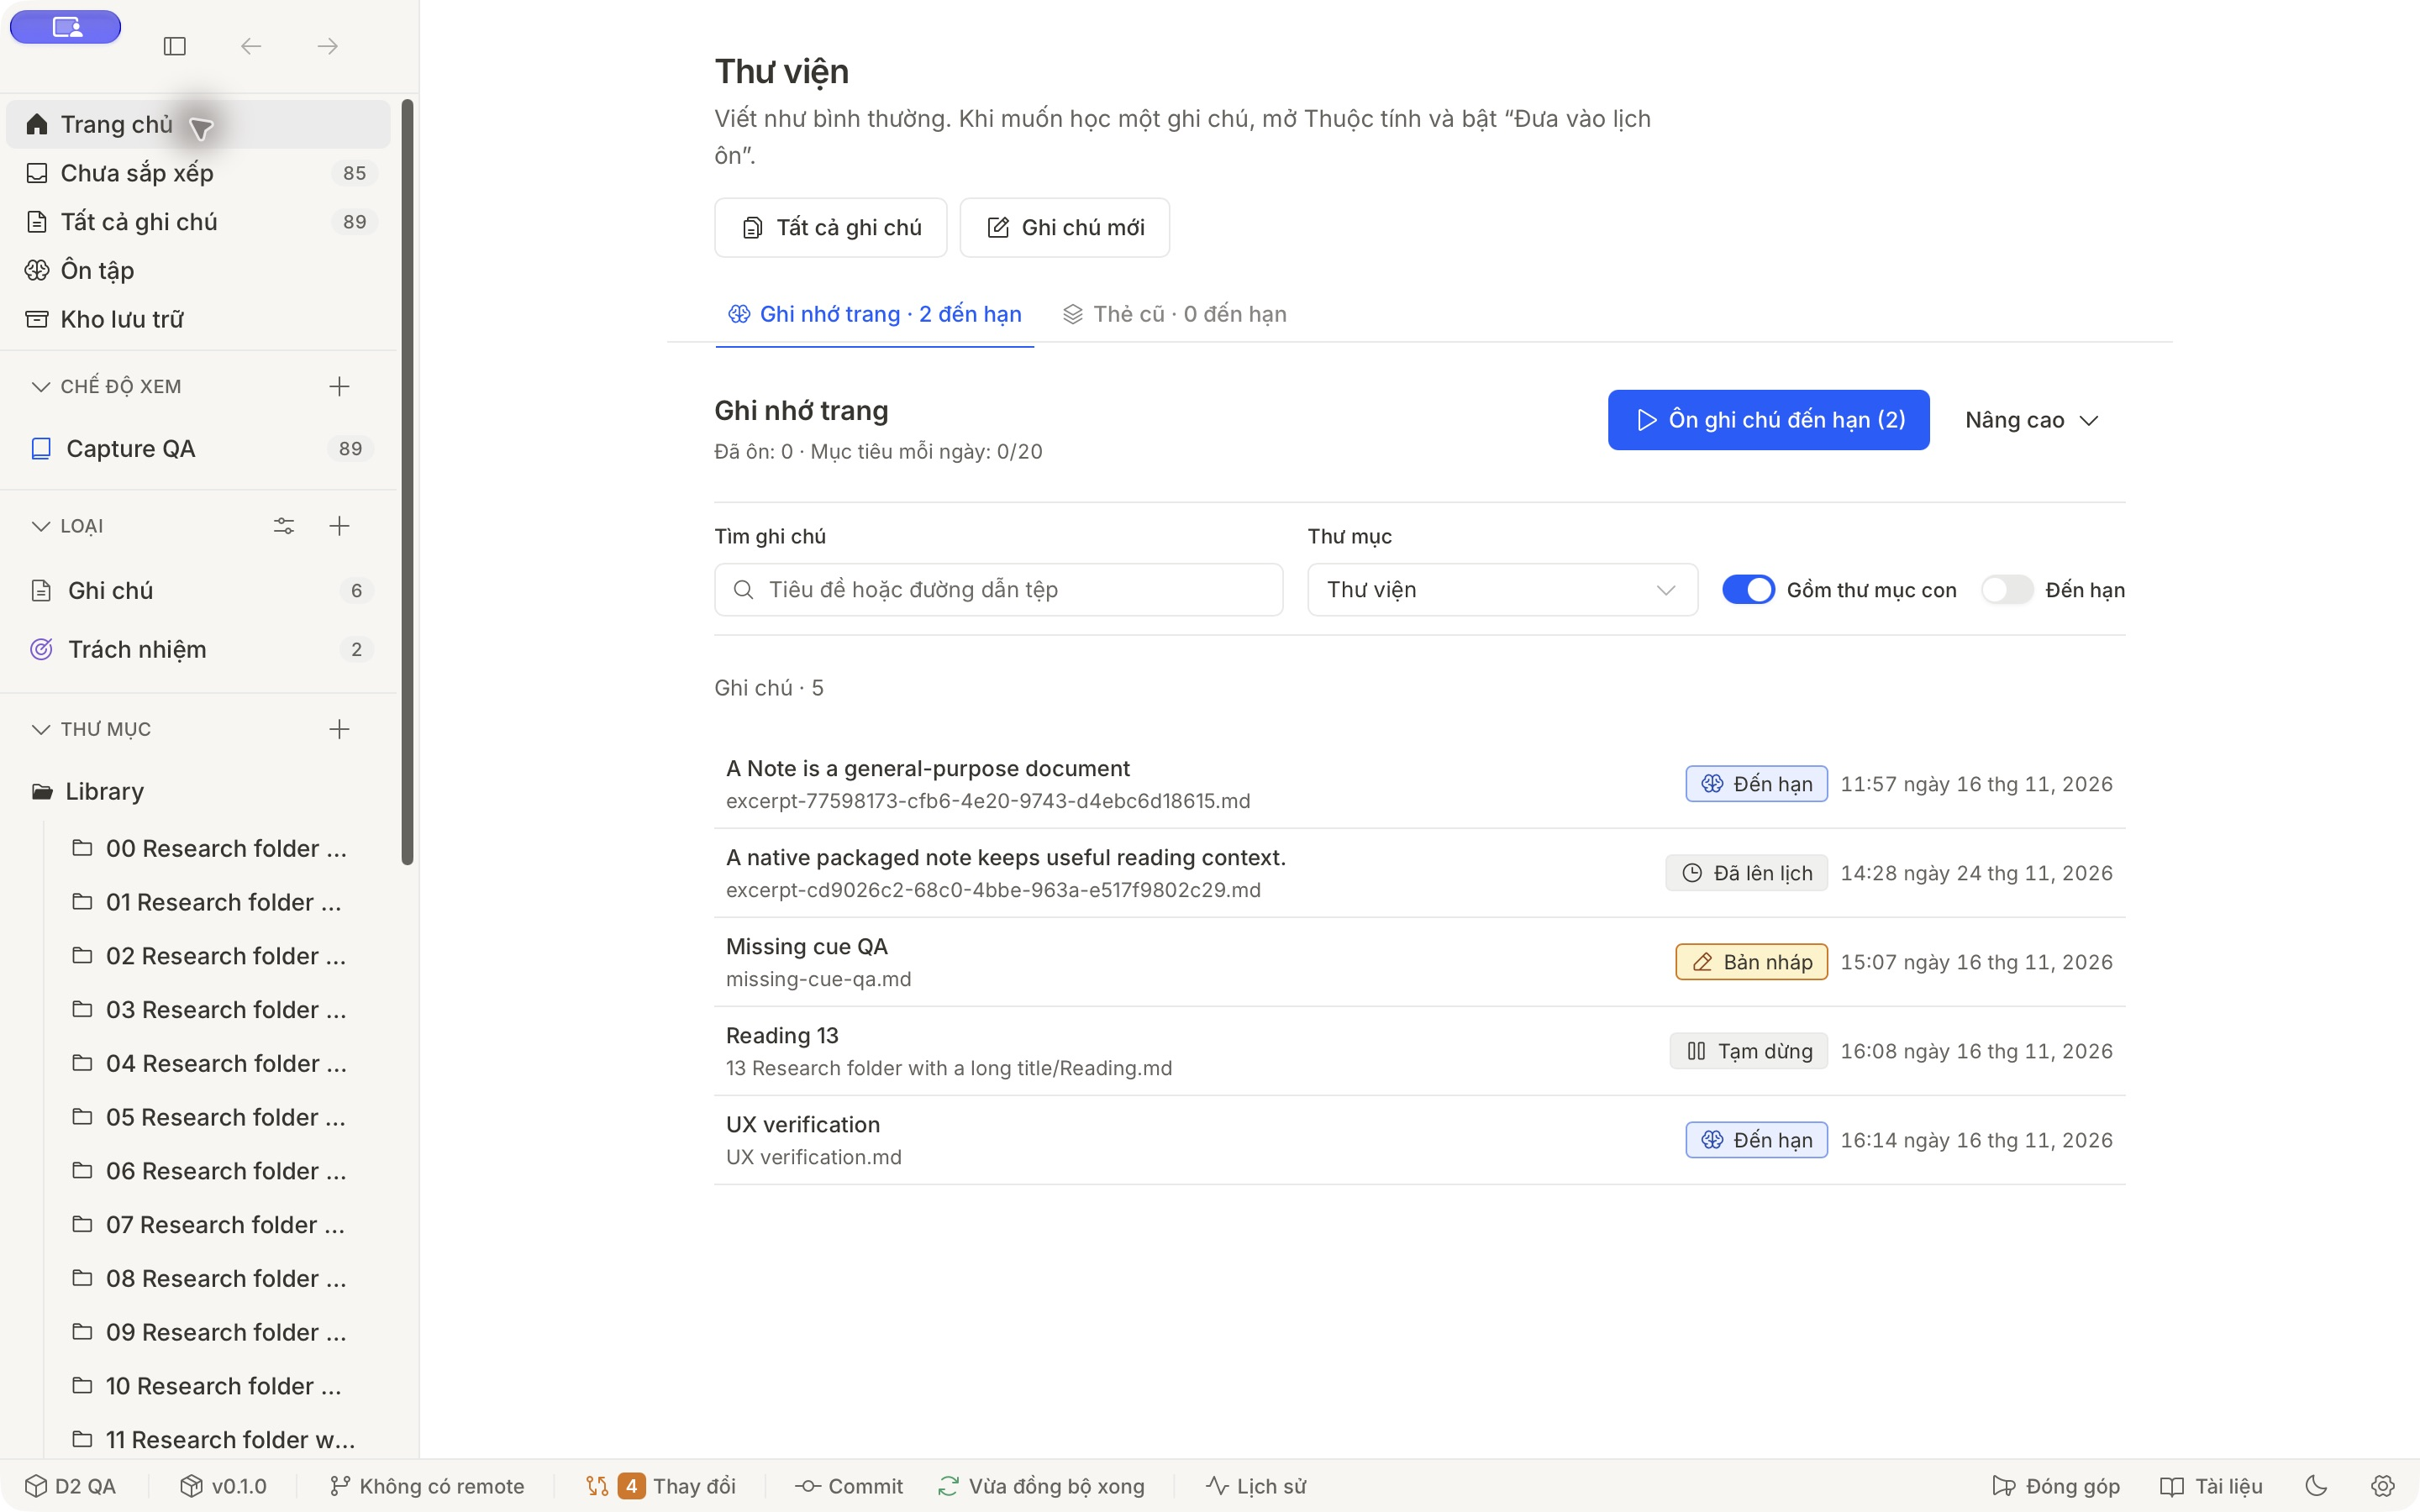 Trang chủ
Chưa sắp xếp 85
Tất cả ghi chú 89
Ôn tập
Kho lưu trữ
CHẾ ĐỘ XEM
Capture QA 89
LOẠI
Ghi chú 6
Trách nhiệm 2
THƯ MỤC
Library
00 Research folder ...
01 Research folder ...
02 Research folder ...
03 Research folder ...
04 Research folder ...
05 Research folder ...
06 Research folder ...
07 Research folder ...
08 Research folder ...
09 Research folder ...
10 Research folder ...
11 Research folder w...
Thư viện
Viết như bình thường. Khi muốn học một ghi chú, mở Thuộc tính và bật “Đưa vào lịch
ôn”.
Tất cả ghi chú Ghi chú mới
Ghi nhớ trang · 2 đến hạn Thẻ cũ · 0 đến hạn
Ghi nhớ trang
Đã ôn: 0 · Mục tiêu mỗi ngày: 0/20
Ôn ghi chú đến hạn (2) Nâng cao
Tìm ghi chú Thư mục
Tiêu đề hoặc đường dẫn tệp Thư viện Gồm thư mục con Đến hạn
Ghi chú · 5
A Note is a general-purpose document
excerpt-77598173-cfb6-4e20-9743-d4ebc6d18615.md
Đến hạn 11:57 ngày 16 thg 11, 2026
A native packaged note keeps useful reading context.
excerpt-cd9026c2-68c0-4bbe-963a-e517f9802c29.md
Đã lên lịch 14:28 ngày 24 thg 11, 2026
Missing cue QA
missing-cue-qa.md
Bản nháp 15:07 ngày 16 thg 11, 2026
Reading 13
13 Research folder with a long title/Reading.md
Tạm dừng 16:08 ngày 16 thg 11, 2026
UX verification
UX verification.md
Đến hạn 16:14 ngày 16 thg 11, 2026
D2 QA v0.1.0 Không có remote 4 Thay đổi Commit Vừa đồng bộ xong Lịch sử Đóng góp Tài liệu